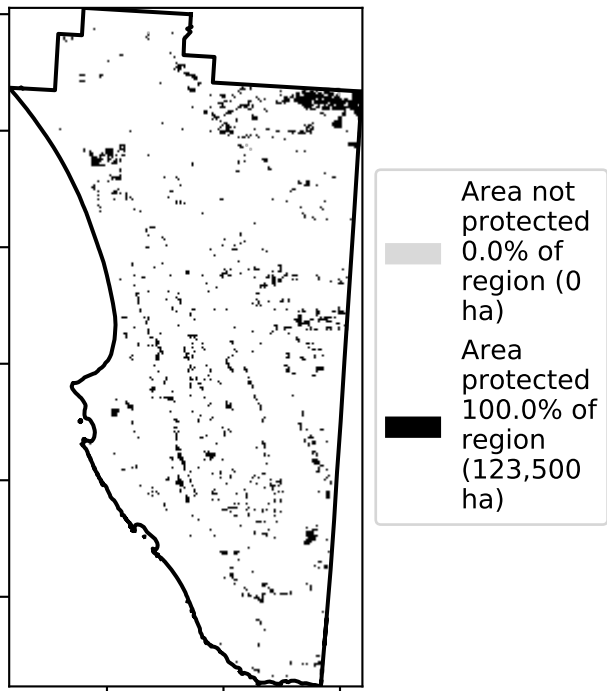 Area not
protected
0.0% of
region (0
ha)
Area
protected
100.0% of
region
(123,500
ha)